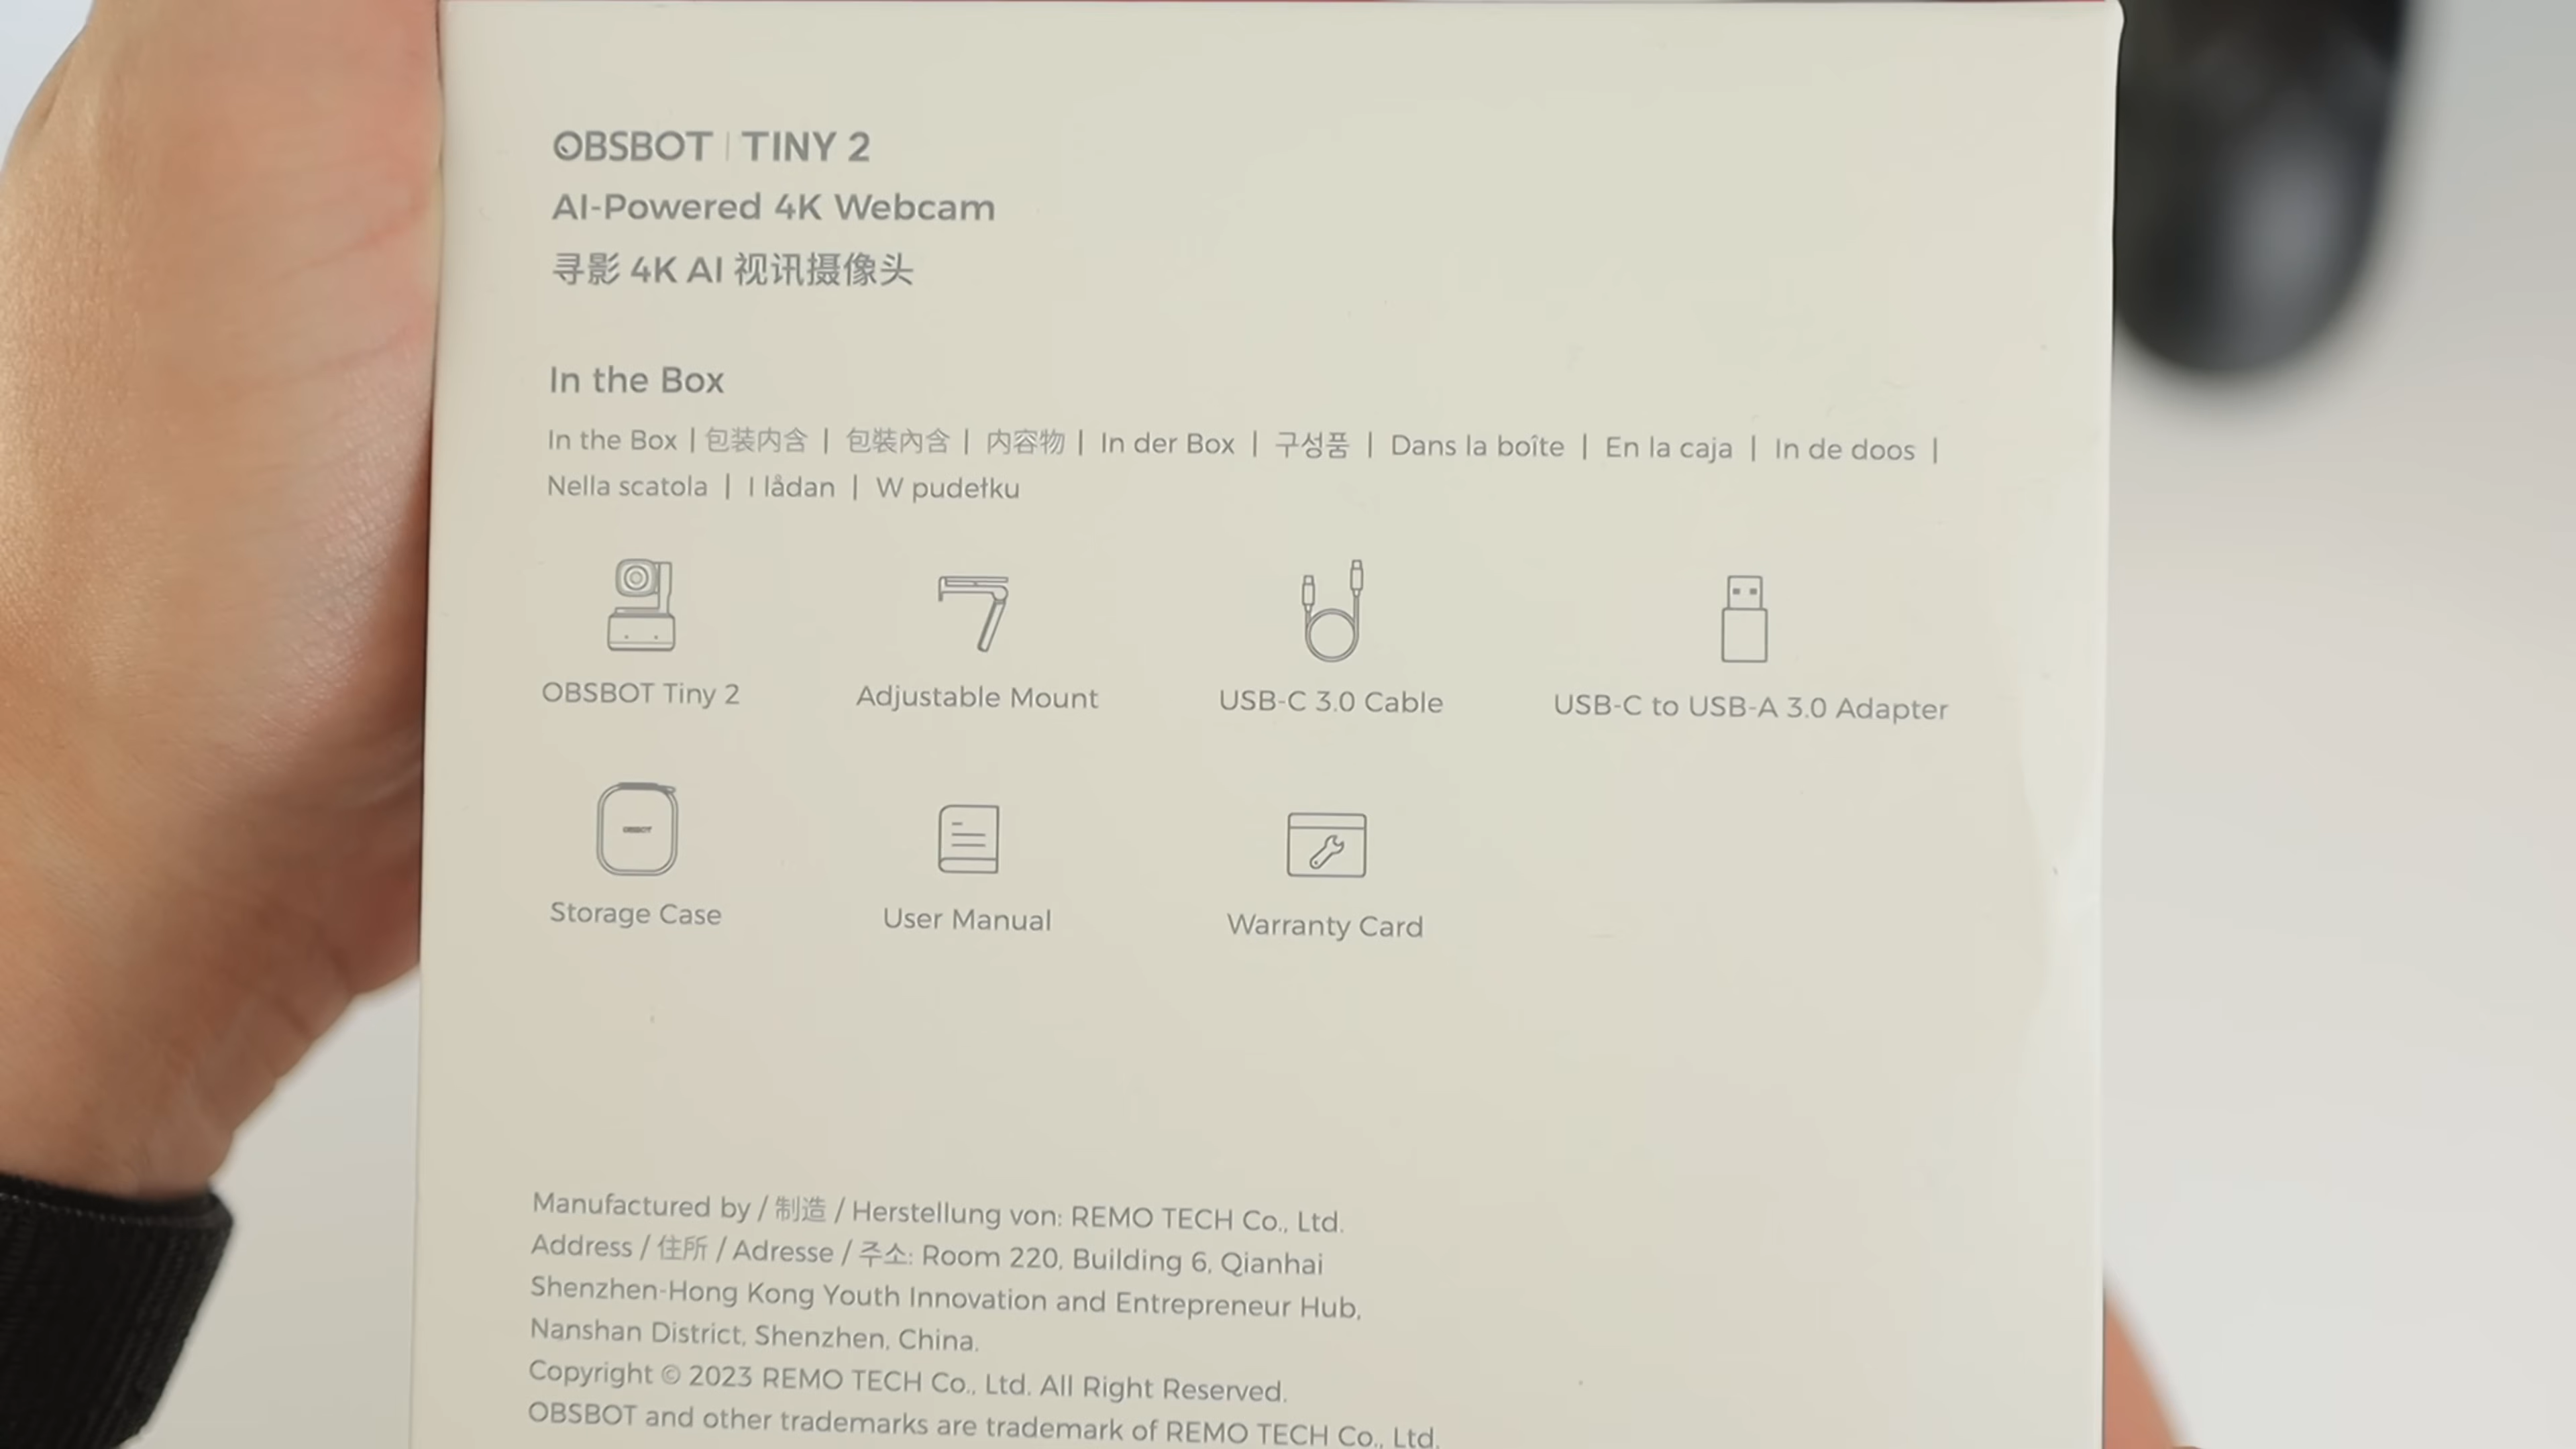 OBSBOT | TINY 2
AI-Powered 4K Webcam
寻影 4K AI 视讯摄像头
In the Box
In the Box | 包装内含 | 包裝內含 | 内容物 | In der Box | 구성품 | Dans la boîte | En la caja | In de doos |
Nella scatola | I lådan | W pudełku
OBSBOT Tiny 2
Adjustable Mount
USB-C 3.0 Cable
USB-C to USB-A 3.0 Adapter
OBSBOT
Storage Case
User Manual
Warranty Card
Manufactured by / 制造 / Herstellung von: REMO TECH Co., Ltd.
Address / 住所 / Adresse / 주소: Room 220, Building 6, Qianhai
Shenzhen-Hong Kong Youth Innovation and Entrepreneur Hub,
Nanshan District, Shenzhen, China.
Copyright © 2023 REMO TECH Co., Ltd. All Right Reserved.
OBSBOT and other trademarks are trademark of REMO TECH Co., Ltd.